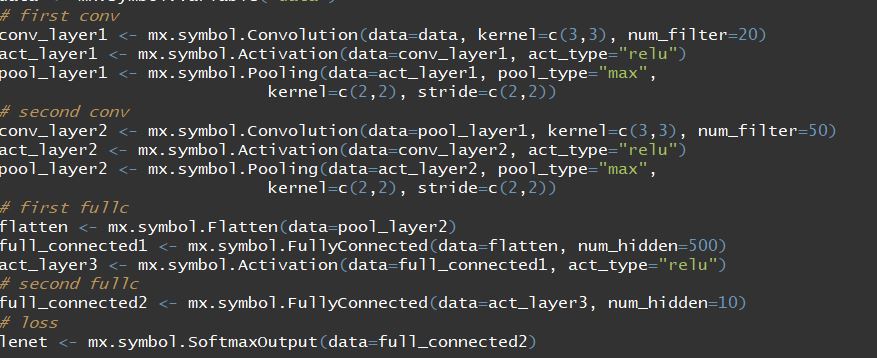 data <- mx.symbol.Variable("data")
# first conv
conv_layer1 <- mx.symbol.Convolution(data=data, kernel=c(3,3), num_filter=20)
act_layer1 <- mx.symbol.Activation(data=conv_layer1, act_type="relu")
pool_layer1 <- mx.symbol.Pooling(data=act_layer1, pool_type="max",
kernel=c(2,2), stride=c(2,2))
# second conv
conv_layer2 <- mx.symbol.Convolution(data=pool_layer1, kernel=c(3,3), num_filter=50)
act_layer2 <- mx.symbol.Activation(data=conv_layer2, act_type="relu")
pool_layer2 <- mx.symbol.Pooling(data=act_layer2, pool_type="max",
kernel=c(2,2), stride=c(2,2))
# first fullc
flatten <- mx.symbol.Flatten(data=pool_layer2)
full_connected1 <- mx.symbol.FullyConnected(data=flatten, num_hidden=500)
act_layer3 <- mx.symbol.Activation(data=full_connected1, act_type="relu")
# second fullc
full_connected2 <- mx.symbol.FullyConnected(data=act_layer3, num_hidden=10)
# loss
lenet <- mx.symbol.SoftmaxOutput(data=full_connected2)